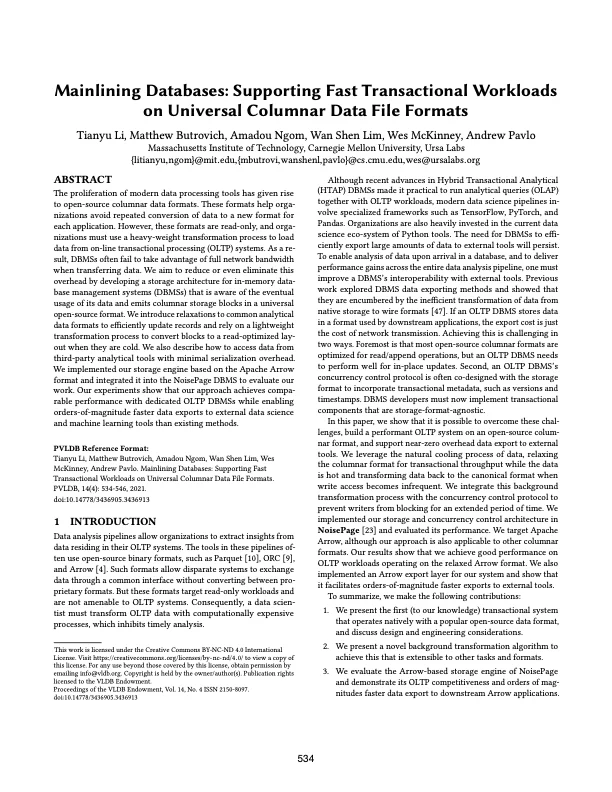 Mainlining Databases: Supporting Fast Transactional Workloads
on Universal Columnar Data File Formats
Tianyu Li, Matthew Butrovich, Amadou Ngom, Wan Shen Lim, Wes McKinney, Andrew Pavlo
Massachusetts Institute of Technology, Carnegie Mellon University, Ursa Labs
{litianyu,ngom}@mit.edu,{mbutrovi,wanshenl,pavlo}@cs.cmu.edu,wes@ursalabs.org
ABSTRACT
The proliferation of modern data processing tools has given rise
to open-source columnar data formats. These formats help orga-
nizations avoid repeated conversion of data to a new format for
each application. However, these formats are read-only, and orga-
nizations must use a heavy-weight transformation process to load
data from on-line transactional processing (OLTP) systems. As a re-
sult, DBMSs often fail to take advantage of full network bandwidth
when transferring data. We aim to reduce or even eliminate this
overhead by developing a storage architecture for in-memory data-
base management systems (DBMSs) that is aware of the eventual
usage of its data and emits columnar storage blocks in a universal
open-source format. We introduce relaxations to common analytical
data formats to efficiently update records and rely on a lightweight
transformation process to convert blocks to a read-optimized lay-
out when they are cold. We also describe how to access data from
third-party analytical tools with minimal serialization overhead.
We implemented our storage engine based on the Apache Arrow
format and integrated it into the NoisePage DBMS to evaluate our
work. Our experiments show that our approach achieves compa-
rable performance with dedicated OLTP DBMSs while enabling
orders-of-magnitude faster data exports to external data science
and machine learning tools than existing methods.
PVLDB Reference Format:
Tianyu Li, Matthew Butrovich, Amadou Ngom, Wan Shen Lim, Wes
McKinney, Andrew Pavlo. Mainlining Databases: Supporting Fast
Transactional Workloads on Universal Columnar Data File Formats.
PVLDB, 14(4): 534-546, 2021.
doi:10.14778/3436905.3436913
1 INTRODUCTION
Data analysis pipelines allow organizations to extract insights from
data residing in their OLTP systems. The tools in these pipelines of-
ten use open-source binary formats, such as Parquet [10], ORC [9],
and Arrow [4]. Such formats allow disparate systems to exchange
data through a common interface without converting between pro-
prietary formats. But these formats target read-only workloads and
are not amenable to OLTP systems. Consequently, a data scien-
tist must transform OLTP data with computationally expensive
processes, which inhibits timely analysis.
This work is licensed under the Creative Commons BY-NC-ND 4.0 International
License. Visit https://creativecommons.org/licenses/by-nc-nd/4.0/ to view a copy of
this license. For any use beyond those covered by this license, obtain permission by
emailing info@vldb.org. Copyright is held by the owner/author(s). Publication rights
licensed to the VLDB Endowment.
Proceedings of the VLDB Endowment, Vol. 14, No. 4 ISSN 2150-8097.
doi:10.14778/3436905.3436913
Although recent advances in Hybrid Transactional Analytical
(HTAP) DBMSs made it practical to run analytical queries (OLAP)
together with OLTP workloads, modern data science pipelines in-
volve specialized frameworks such as TensorFlow, PyTorch, and
Pandas. Organizations are also heavily invested in the current data
science eco-system of Python tools. The need for DBMSs to effi-
ciently export large amounts of data to external tools will persist.
To enable analysis of data upon arrival in a database, and to deliver
performance gains across the entire data analysis pipeline, one must
improve a DBMS's interoperability with external tools. Previous
work explored DBMS data exporting methods and showed that
they are encumbered by the inefficient transformation of data from
native storage to wire formats [47]. If an OLTP DBMS stores data
in a format used by downstream applications, the export cost is just
the cost of network transmission. Achieving this is challenging in
two ways. Foremost is that most open-source columnar formats are
optimized for read/append operations, but an OLTP DBMS needs
to perform well for in-place updates. Second, an OLTP DBMS's
concurrency control protocol is often co-designed with the storage
format to incorporate transactional metadata, such as versions and
timestamps. DBMS developers must now implement transactional
components that are storage-format-agnostic.
In this paper, we show that it is possible to overcome these chal-
lenges, build a performant OLTP system on an open-source colum-
nar format, and support near-zero overhead data export to external
tools. We leverage the natural cooling process of data, relaxing
the columnar format for transactional throughput while the data
is hot and transforming data back to the canonical format when
write access becomes infrequent. We integrate this background
transformation process with the concurrency control protocol to
prevent writers from blocking for an extended period of time. We
implemented our storage and concurrency control architecture in
NoisePage [23] and evaluated its performance. We target Apache
Arrow, although our approach is also applicable to other columnar
formats. Our results show that we achieve good performance on
OLTP workloads operating on the relaxed Arrow format. We also
implemented an Arrow export layer for our system and show that
it facilitates orders-of-magnitude faster exports to external tools.
To summarize, we make the following contributions:
1. We present the first (to our knowledge) transactional system
that operates natively with a popular open-source data format,
and discuss design and engineering considerations.
2. We present a novel background transformation algorithm to
achieve this that is extensible to other tasks and formats.
3. We evaluate the Arrow-based storage engine of NoisePage
and demonstrate its OLTP competitiveness and orders of mag-
nitudes faster data export to downstream Arrow applications.
534